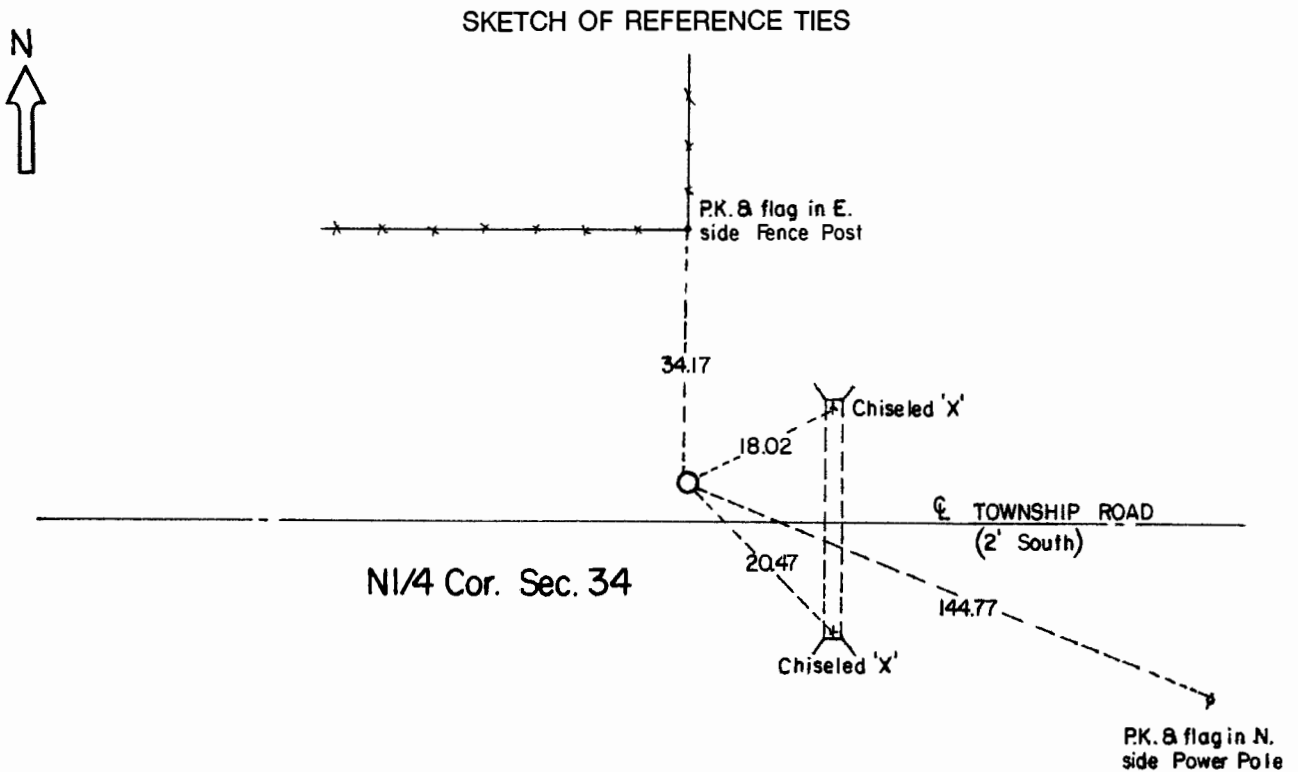 SKETCH OF REFERENCE TIES
N
P.K. & flag in E.
side Fence Post
34.17
Chiseled 'X'
18.02
℄ TOWNSHIP ROAD
(2' South)
20.47
N1/4 Cor. Sec. 34
144.77
Chiseled 'X'
P.K. & flag in N.
side Power Pole